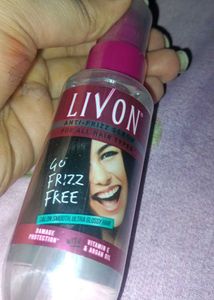 LIVON®
ANTI-FRIZZ SERUM
FOR ALL HAIR TYPES
GO
FRIZZ
FREE
DAMAGE
PROTECTION*
VITAMIN E
& ARGAN OIL